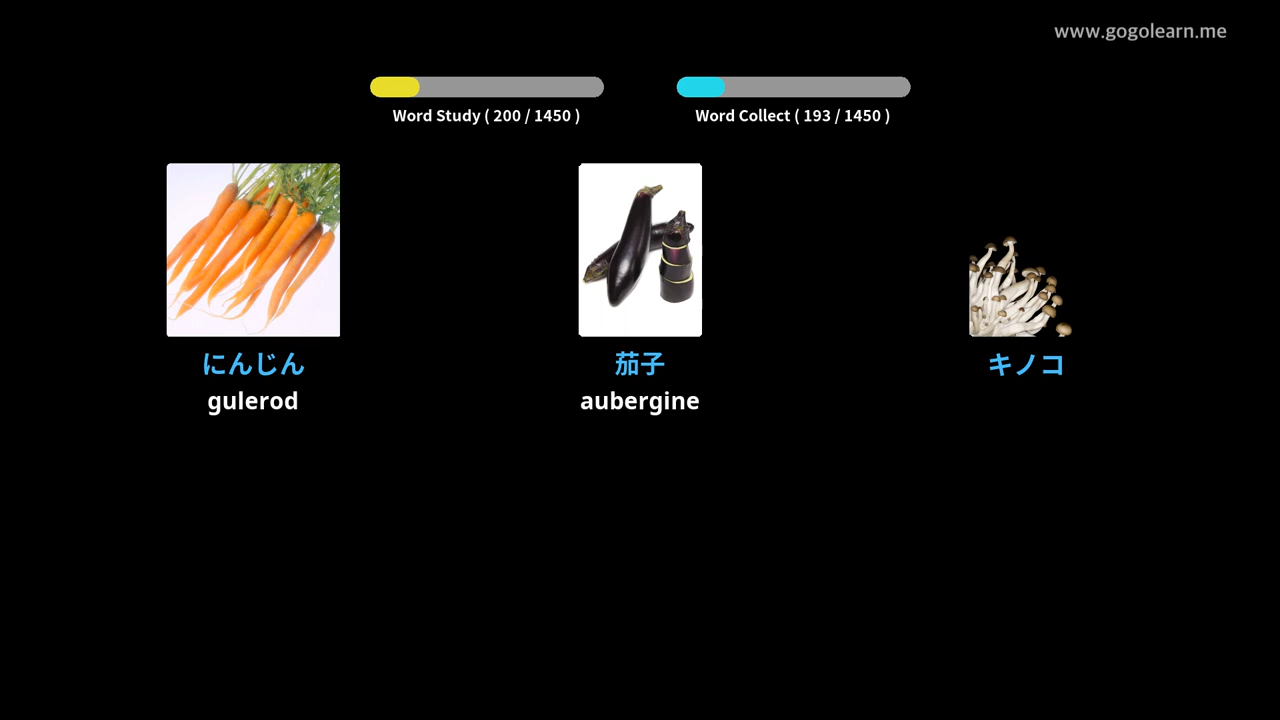 www.gogolearn.me
Word Study ( 200 / 1450 )
Word Collect ( 193 / 1450 )
にんじん
gulerod
茄子
aubergine
キノコ